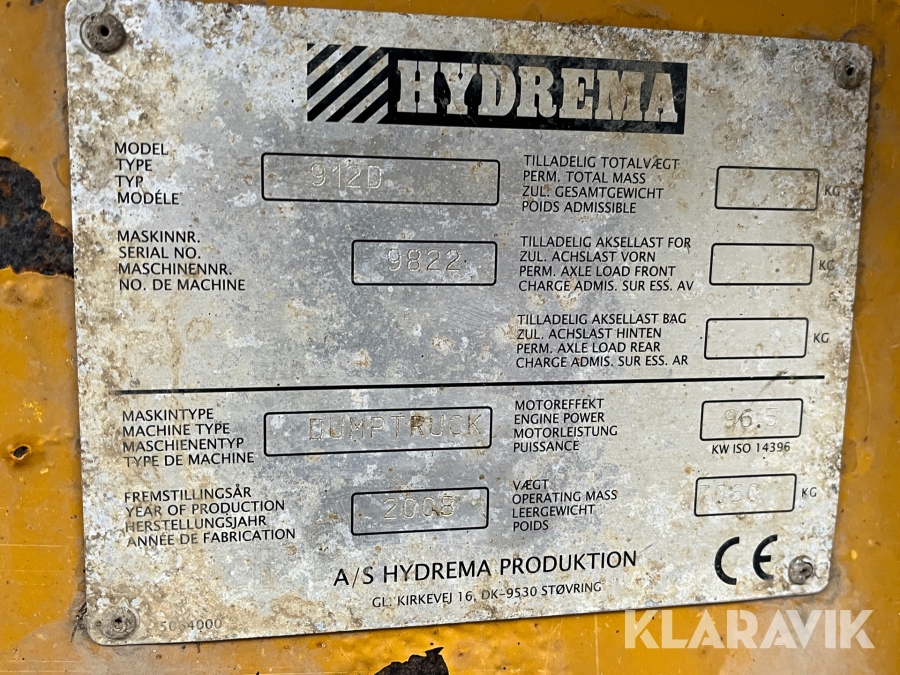 HYDREMA
MODEL
TYPE
TYP
MODÉLE
912D
TILLADELIG TOTALVÆGT
PERM. TOTAL MASS
ZUL. GESAMTGEWICHT
POIDS ADMISSIBLE
KG
MASKINNR.
SERIAL NO.
MASCHINENNR.
NO. DE MACHINE
9822
TILLADELIG AKSELLAST FOR
ZUL. ACHSLAST VORN
PERM. AXLE LOAD FRONT
CHARGE ADMIS. SUR ESS. AV
KG
TILLADELIG AKSELLAST BAG
ZUL. ACHSLAST HINTEN
PERM. AXLE LOAD REAR
CHARGE ADMIS. SUR ESS. AR
KG
MASKINTYPE
MACHINE TYPE
MASCHIENENTYP
TYPE DE MACHINE
DUMPTRUCK
MOTOREFFEKT
ENGINE POWER
MOTORLEISTUNG
PUISSANCE
96.5
KW ISO 14396
FREMSTILLINGSÅR
YEAR OF PRODUCTION
HERSTELLUNGSJAHR
ANNÉE DE FABRICATION
VÆGT
OPERATING MASS
LEERGEWICHT
POIDS
KG
A/S HYDREMA PRODUKTION
GL. KIRKEVEJ 16, DK-9530 STØVRING
CE
KLARAVIK